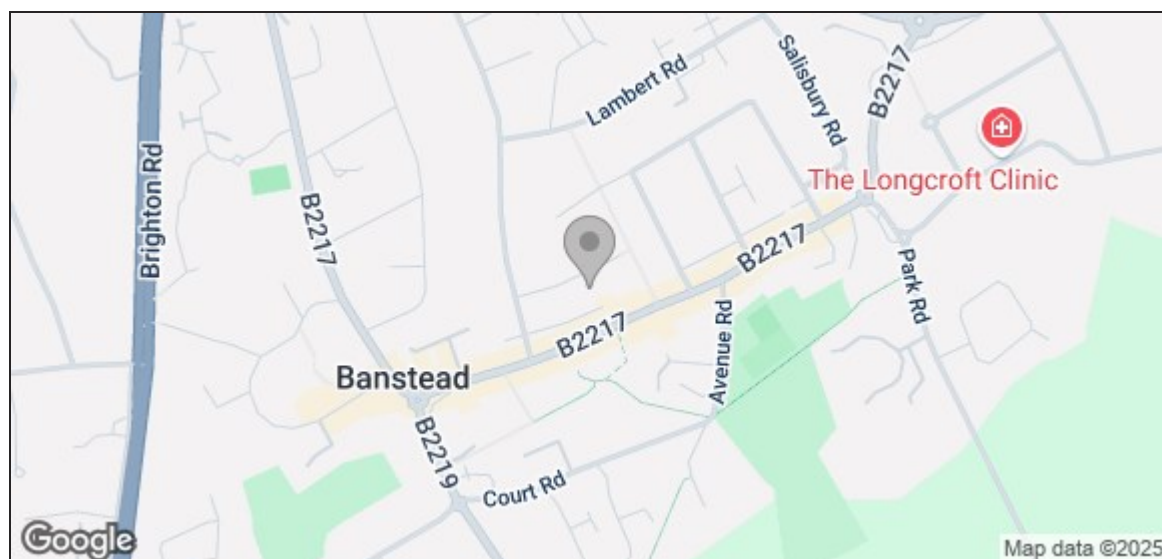 Lambert Rd
Salisbury Rd
B2217
The Longcroft Clinic
Brighton Rd
B2217
B2217
Park Rd
B2217
Avenue Rd
Banstead
B2219
Court Rd
Google
Map data ©2025